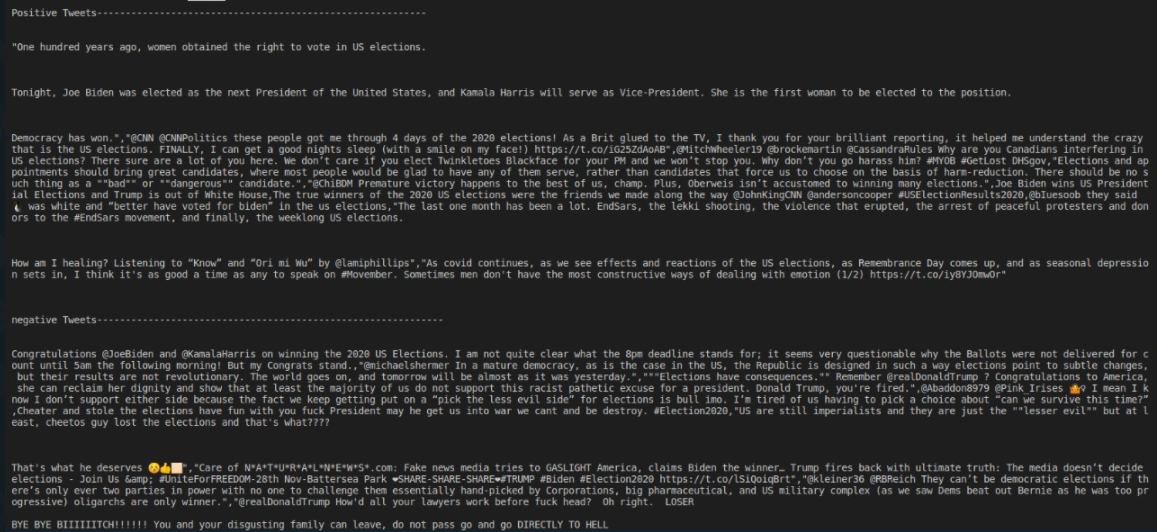 Positive Tweets----------------------------------------------------------
"One hundred years ago, women obtained the right to vote in US elections.
Tonight, Joe Biden was elected as the next President of the United States, and Kamala Harris will serve as Vice-President. She is the first woman to be elected to the position.
Democracy has won.","@CNN @CNNPolitics these people got me through 4 days of the 2020 elections! As a Brit glued to the TV, I thank you for your brilliant reporting, it helped me understand the crazy
that is the US elections. FINALLY, I can get a good nights sleep (with a smile on my face!) https://t.co/iG25ZdAoAB",@MitchWheeler19 @brockemartin @CassandraRules Why are you Canadians interfering in
US elections? There sure are a lot of you here. We don’t care if you elect Twinkletoes Blackface for your PM and we won’t stop you. Why don’t you go harass him? #MYOB #GetLost DHSgov,"Elections and ap
pointments should bring great candidates, where most people would be glad to have any of them serve, rather than candidates that force us to choose on the basis of harm-reduction. There should be no s
uch thing as a ""bad"" or ""dangerous"" candidate.","@ChiBDM Premature victory happens to the best of us, champ. Plus, Oberweis isn’t accustomed to winning many elections.",Joe Biden wins US President
ial Elections and Trump is out of White House,The true winners of the 2020 US elections were the friends we made along the way @JohnKingCNN @andersoncooper #USElectionResults2020,@bIuesoob they said
was white and “better have voted for biden” in the us elections,"The last one month has been a lot. EndSars, the lekki shooting, the violence that erupted, the arrest of peaceful protesters and don
ors to the #EndSars movement, and finally, the weeklong US elections.
How am I healing? Listening to “Know” and “Ori mi Wu” by @lamiphillips","As covid continues, as we see effects and reactions of the US elections, as Remembrance Day comes up, and as seasonal depressio
n sets in, I think it's as good a time as any to speak on #Movember. Sometimes men don't have the most constructive ways of dealing with emotion (1/2) https://t.co/iy8YJOmwOr"
negative Tweets-------------------------------------------------------------
Congratulations @JoeBiden and @KamalaHarris on winning the 2020 US Elections. I am not quite clear what the 8pm deadline stands for; it seems very questionable why the Ballots were not delivered for c
ount until 5am the following morning! But my Congrats stand.,"@michaelshermer In a mature democracy, as is the case in the US, the Republic is designed in such a way elections point to subtle changes,
but their results are not revolutionary. The world goes on, and tomorrow will be almost as it was yesterday.","""Elections have consequences."" Remember @realDonaldTrump ? Congratulations to America,
she can reclaim her dignity and show that at least the majority of us do not support this racist pathetic excuse for a president. Donald Trump, you're fired.",@Abaddon8979 @Pink_Irises 🤷♀ I mean I k
now I don’t support either side because the fact we keep getting put on a “pick the less evil side” for elections is bull imo. I’m tired of us having to pick a choice about “can we survive this time?”
,Cheater and stole the elections have fun with you fuck President may he get us into war we cant and be destroy. #Election2020,"US are still imperialists and they are just the ""lesser evil"" but at l
east, cheetos guy lost the elections and that's what????
That's what he deserves 😚👍🏻","Care of N*A*T*U*R*A*L*N*E*W*S*.com: Fake news media tries to GASLIGHT America, claims Biden the winner… Trump fires back with ultimate truth: The media doesn’t decide
elections - Join Us &amp; #UniteForFREEDOM-28th Nov-Battersea Park ❤SHARE-SHARE-SHARE❤#TRUMP #Biden #Election2020 https://t.co/lSiQoiqBrt","@kleiner36 @RBReich They can’t be democratic elections if th
ere’s only ever two parties in power with no one to challenge them essentially hand-picked by Corporations, big pharmaceutical, and US military complex (as we saw Dems beat out Bernie as he was too pr
ogressive) oligarchs are only winner.","@realDonaldTrump How'd all your lawyers work before fuck head?  Oh right.  LOSER
BYE BYE BIIIIIITCH!!!!!! You and your disgusting family can leave, do not pass go and go DIRECTLY TO HELL